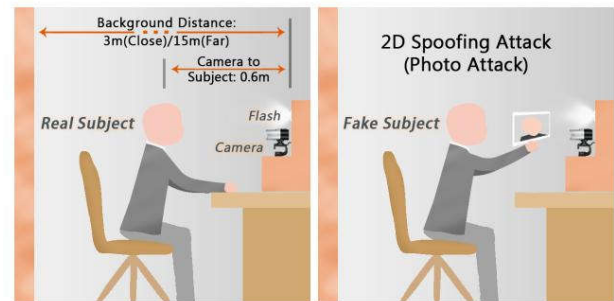 Background Distance:
3m(Close)/15m(Far)
Camera to
Subject: 0.6m
Flash
Real Subject
Camera
2D Spoofing Attack
(Photo Attack)
Fake Subject